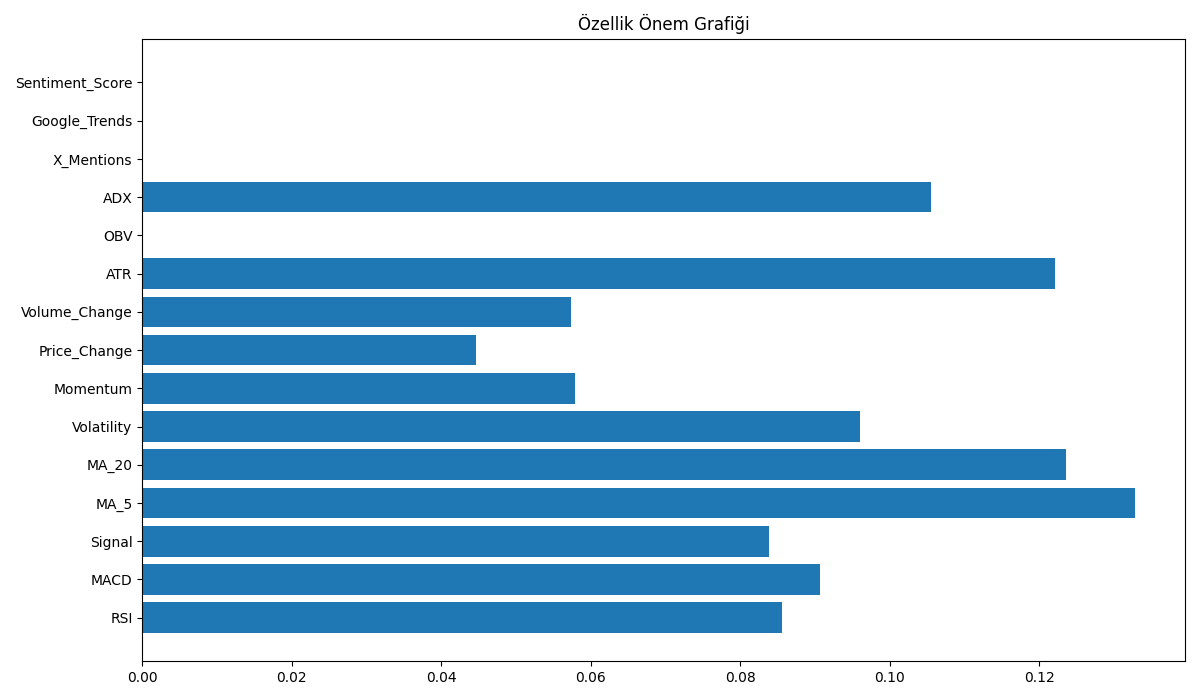 Özellik Önem Grafiği
Sentiment_Score
Google_Trends
X_Mentions
ADX
OBV
ATR
Volume_Change
Price_Change
Momentum
Volatility
MA_20
MA_5
Signal
MACD
RSI
0.00 0.02 0.04 0.06 0.08 0.10 0.12